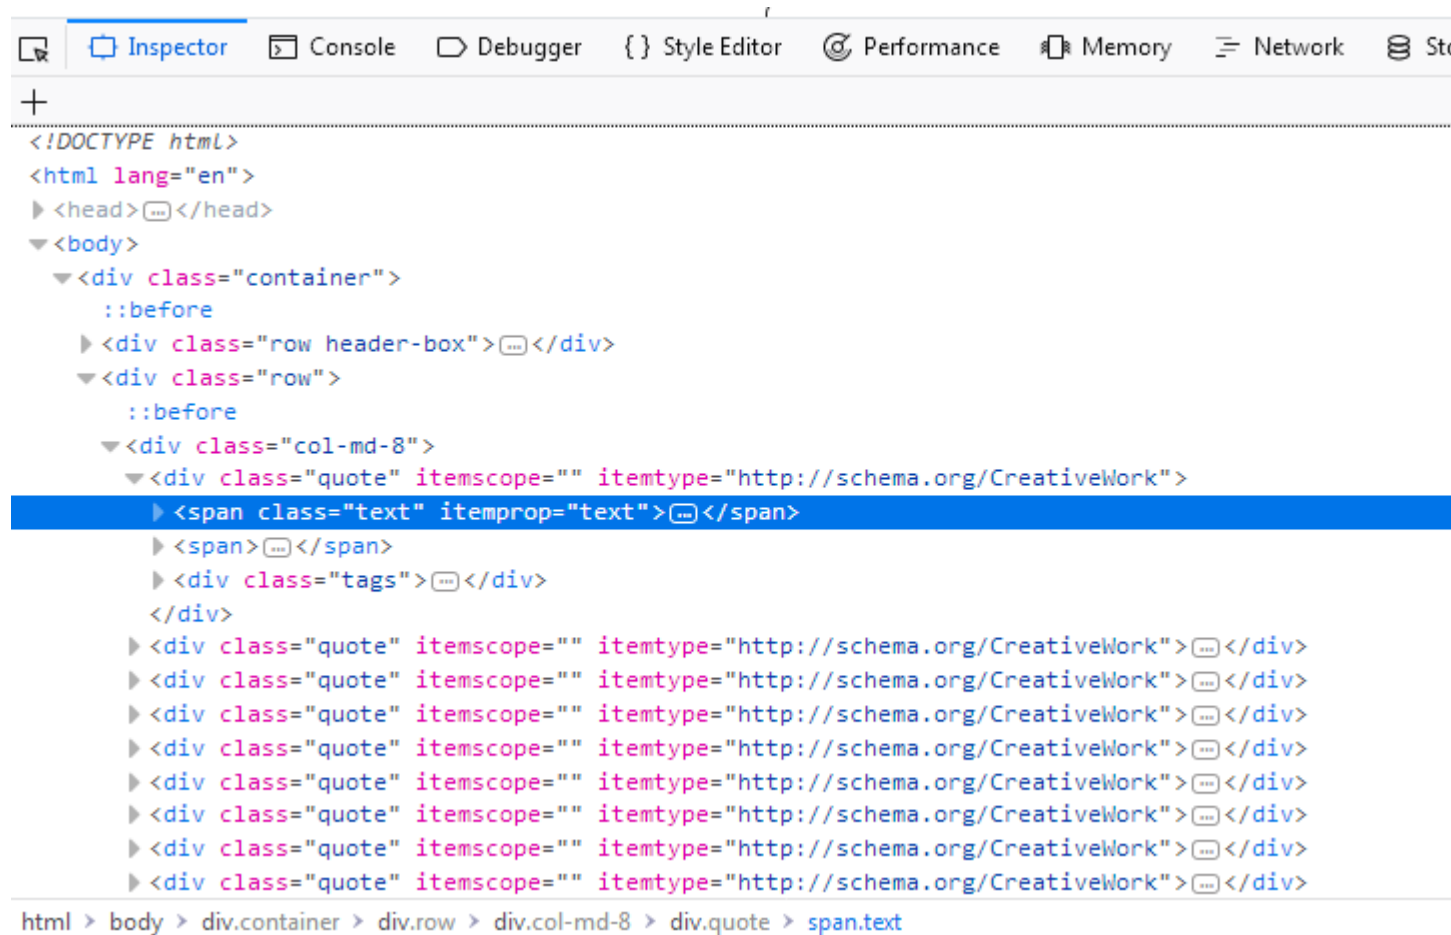 Inspector Console Debugger { } Style Editor Performance Memory Network
+
<!DOCTYPE html>
<html lang="en">
<head>…</head>
<body>
<div class="container">
::before
<div class="row header-box">…</div>
<div class="row">
::before
<div class="col-md-8">
<div class="quote" itemscope="" itemtype="http://schema.org/CreativeWork">
<span class="text" itemprop="text">…</span>
<span>…</span>
<div class="tags">…</div>
</div>
<div class="quote" itemscope="" itemtype="http://schema.org/CreativeWork">…</div>
<div class="quote" itemscope="" itemtype="http://schema.org/CreativeWork">…</div>
<div class="quote" itemscope="" itemtype="http://schema.org/CreativeWork">…</div>
<div class="quote" itemscope="" itemtype="http://schema.org/CreativeWork">…</div>
<div class="quote" itemscope="" itemtype="http://schema.org/CreativeWork">…</div>
<div class="quote" itemscope="" itemtype="http://schema.org/CreativeWork">…</div>
<div class="quote" itemscope="" itemtype="http://schema.org/CreativeWork">…</div>
<div class="quote" itemscope="" itemtype="http://schema.org/CreativeWork">…</div>
html > body > div.container > div.row > div.col-md-8 > div.quote > span.text